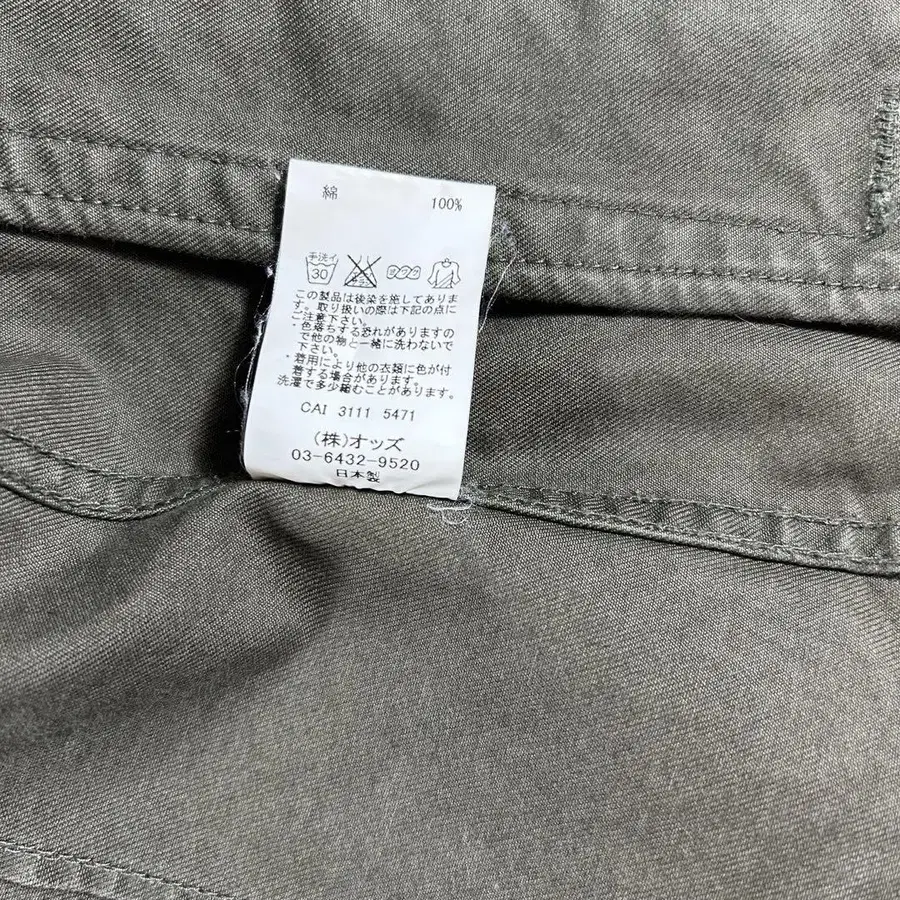 綿 100%
手洗イ
30
エンソサラシ
この製品は後染を施してありま
す。取り扱いの際は下記の点に
ご注意下さい。
・色落ちする恐れがありますの
で他の物と一緒に洗わないで
下さい。
・着用により他の衣類に色が付
着する場合があります。
洗濯で多少縮むことがあります。
CAI 3111 5471
(株)オッズ
03-6432-9520
日本製